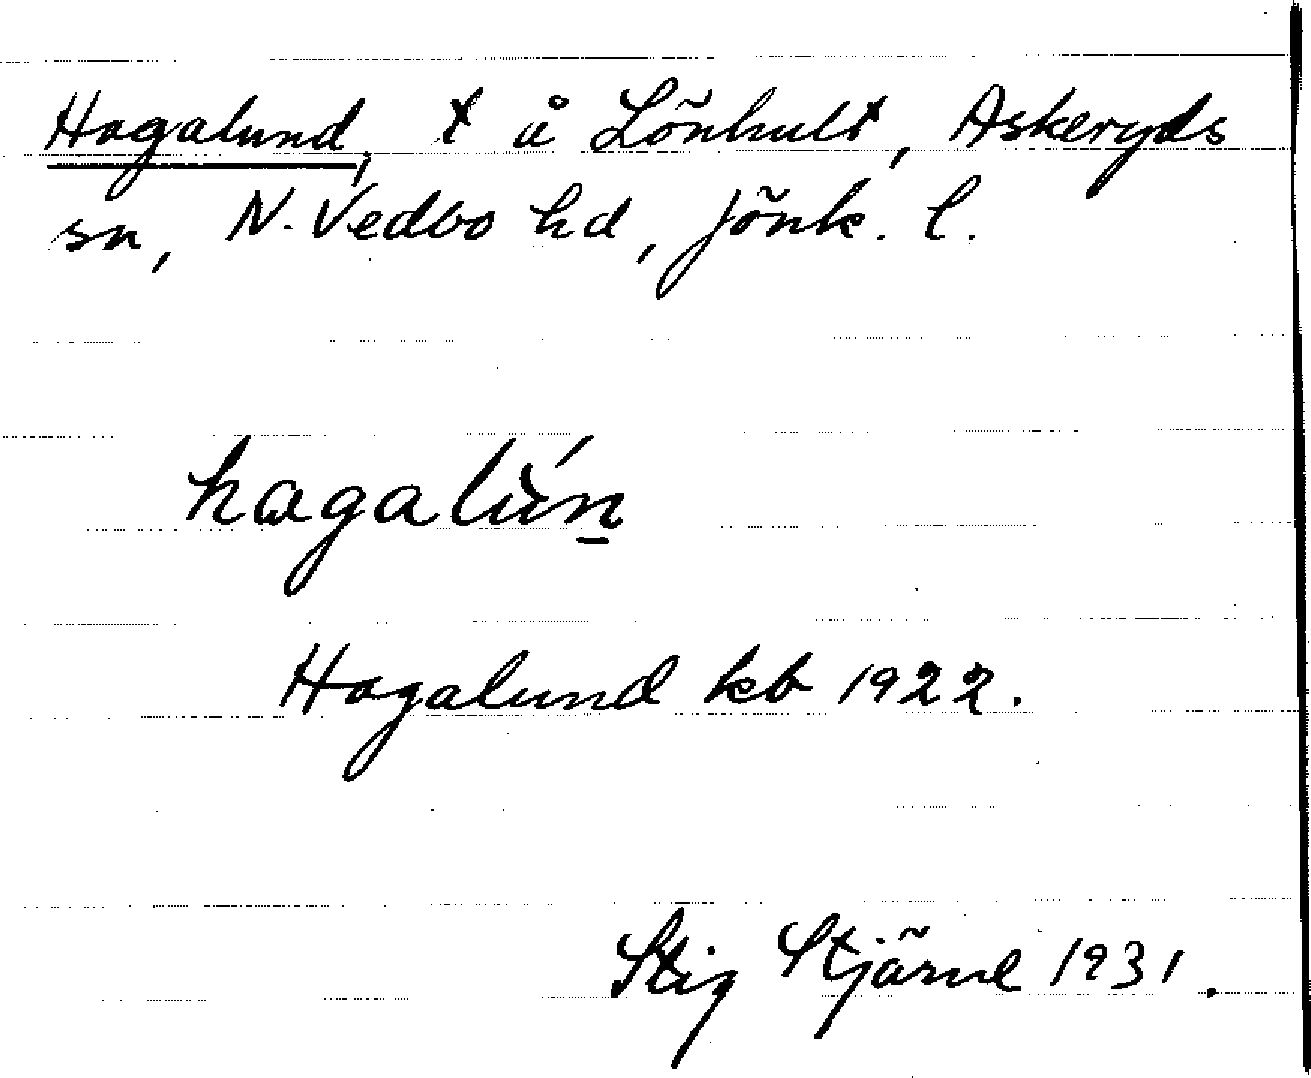 Hagalund, t å Lönhult, Askeryds
sn, N. Vedbo hd, Jönk. l.
hagalún̲
Hagalund kb 1922.
Stig Stjärne 1931.